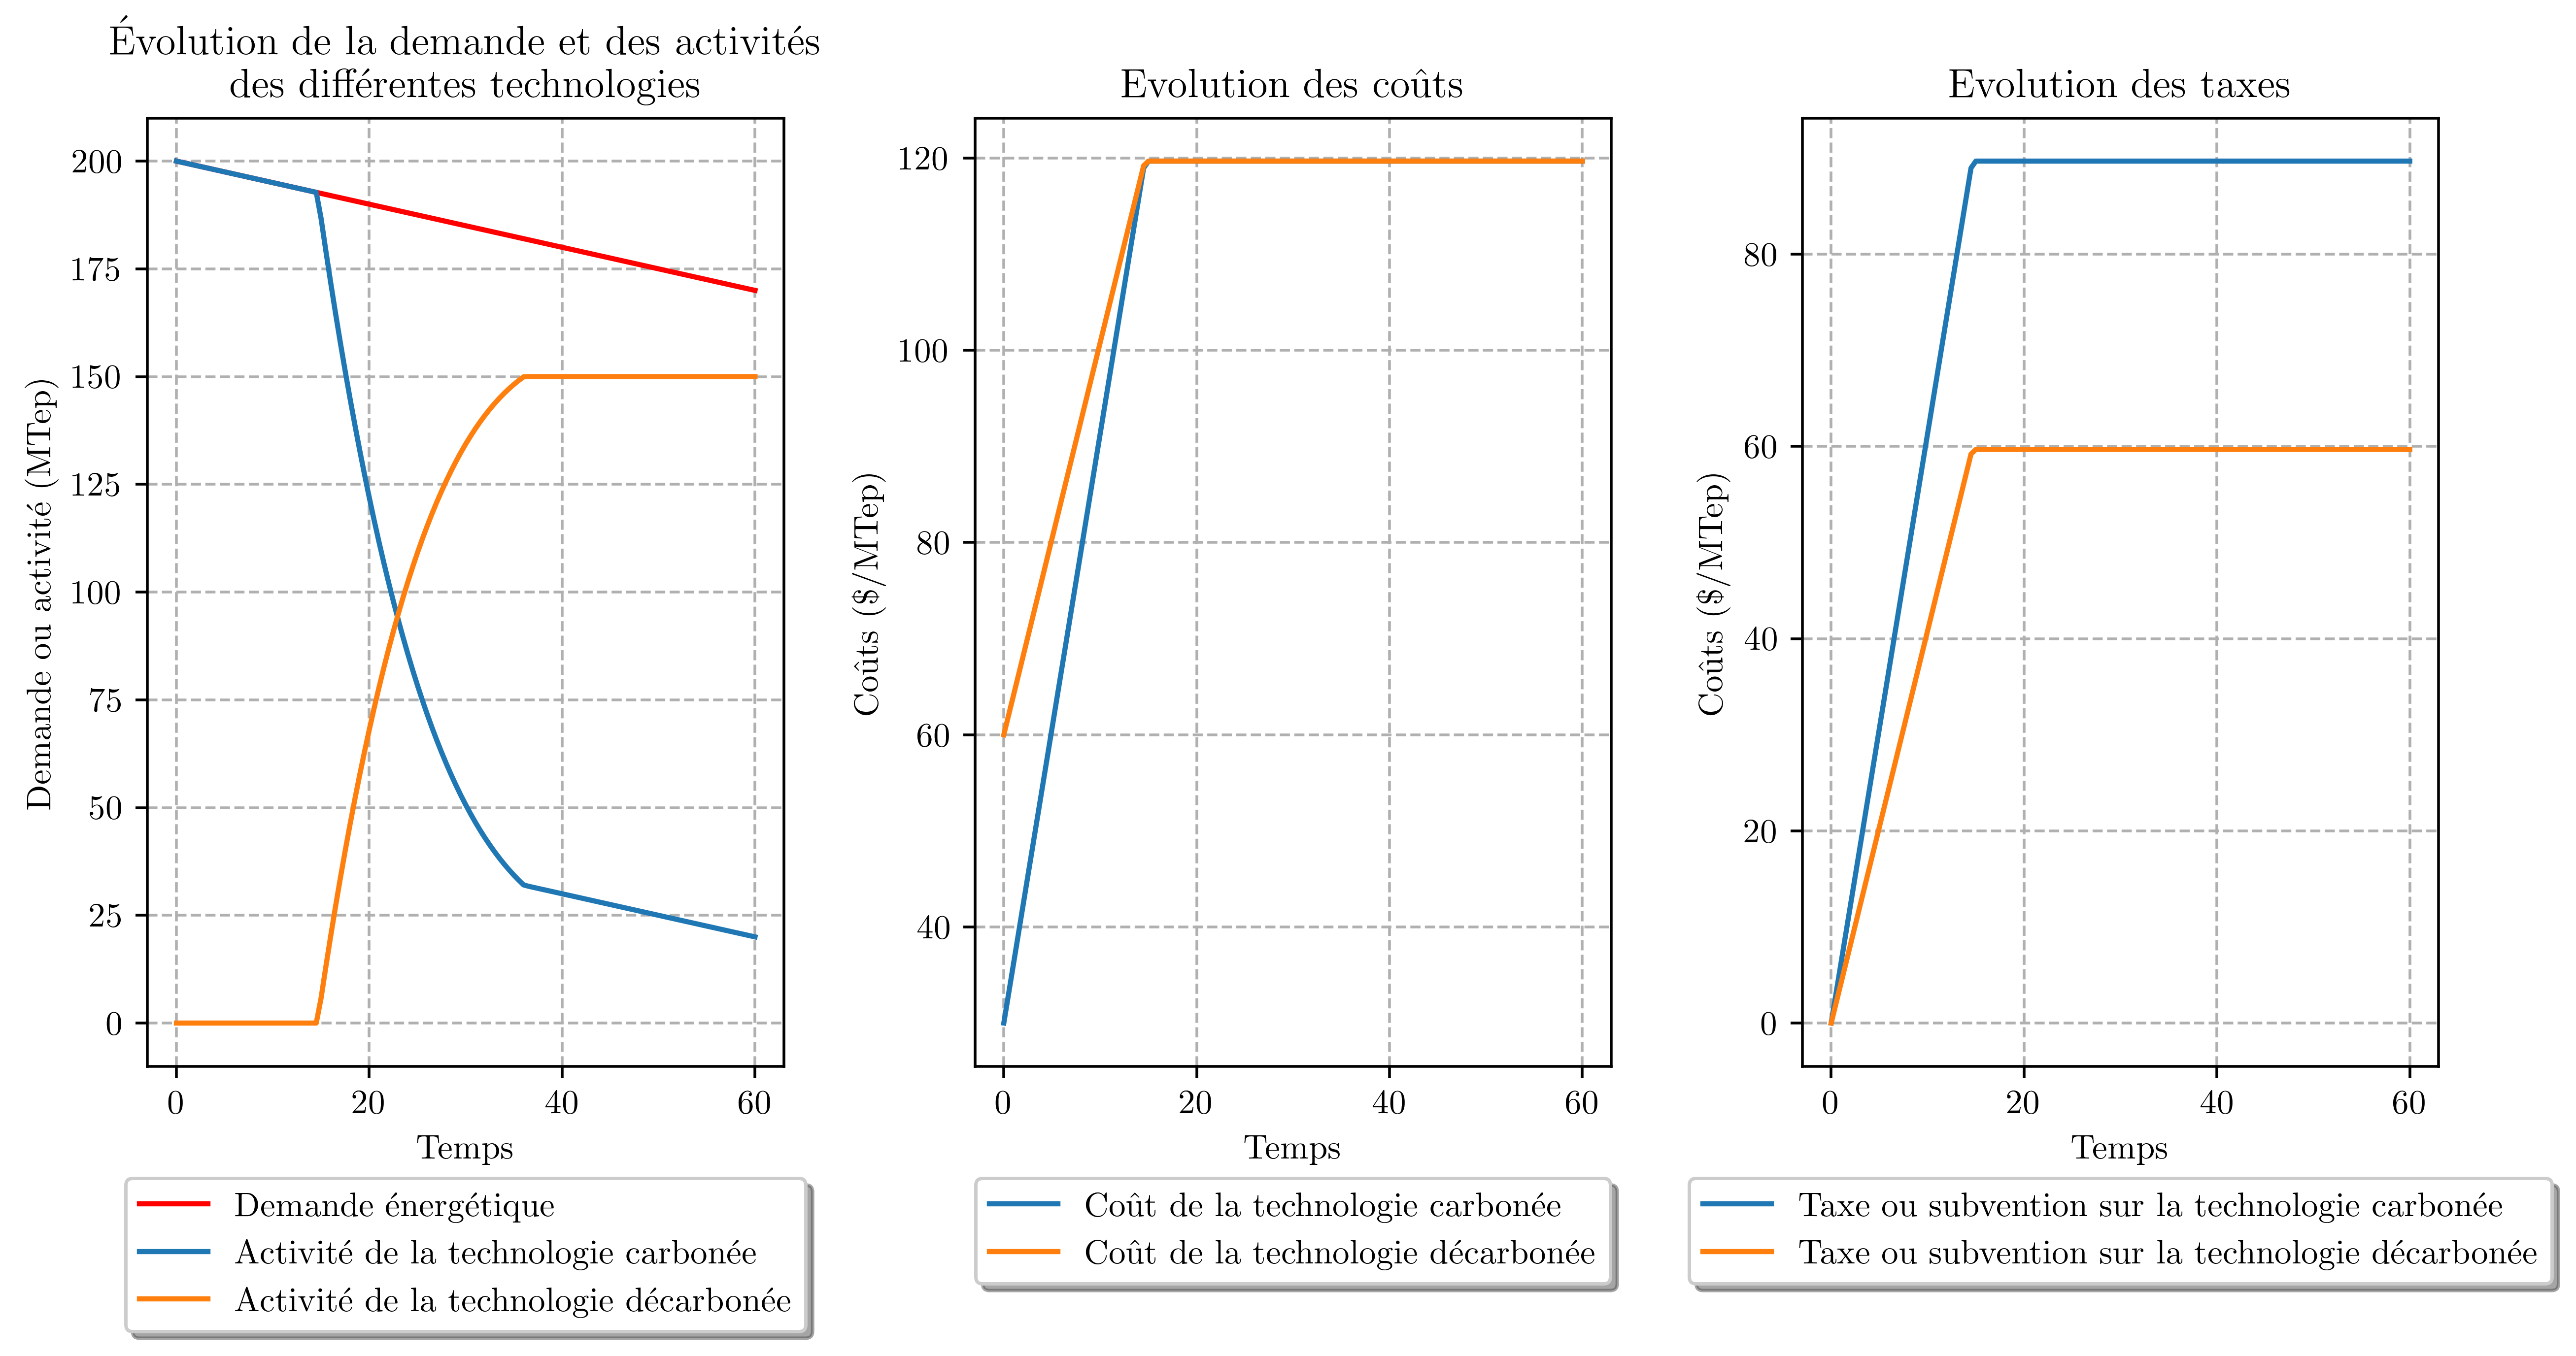 Évolution de la demande et des activités
des différentes technologies
Demande ou activité (MTep)
200
175
150
125
100
75
50
25
0
0 20 40 60
Temps
Demande énergétique
Activité de la technologie carbonée
Activité de la technologie décarbonée
Evolution des coûts
Coûts ($/MTep)
120
100
80
60
40
0 20 40 60
Temps
Coût de la technologie carbonée
Coût de la technologie décarbonée
Evolution des taxes
Coûts ($/MTep)
80
60
40
20
0
0 20 40 60
Temps
Taxe ou subvention sur la technologie carbonée
Taxe ou subvention sur la technologie décarbonée